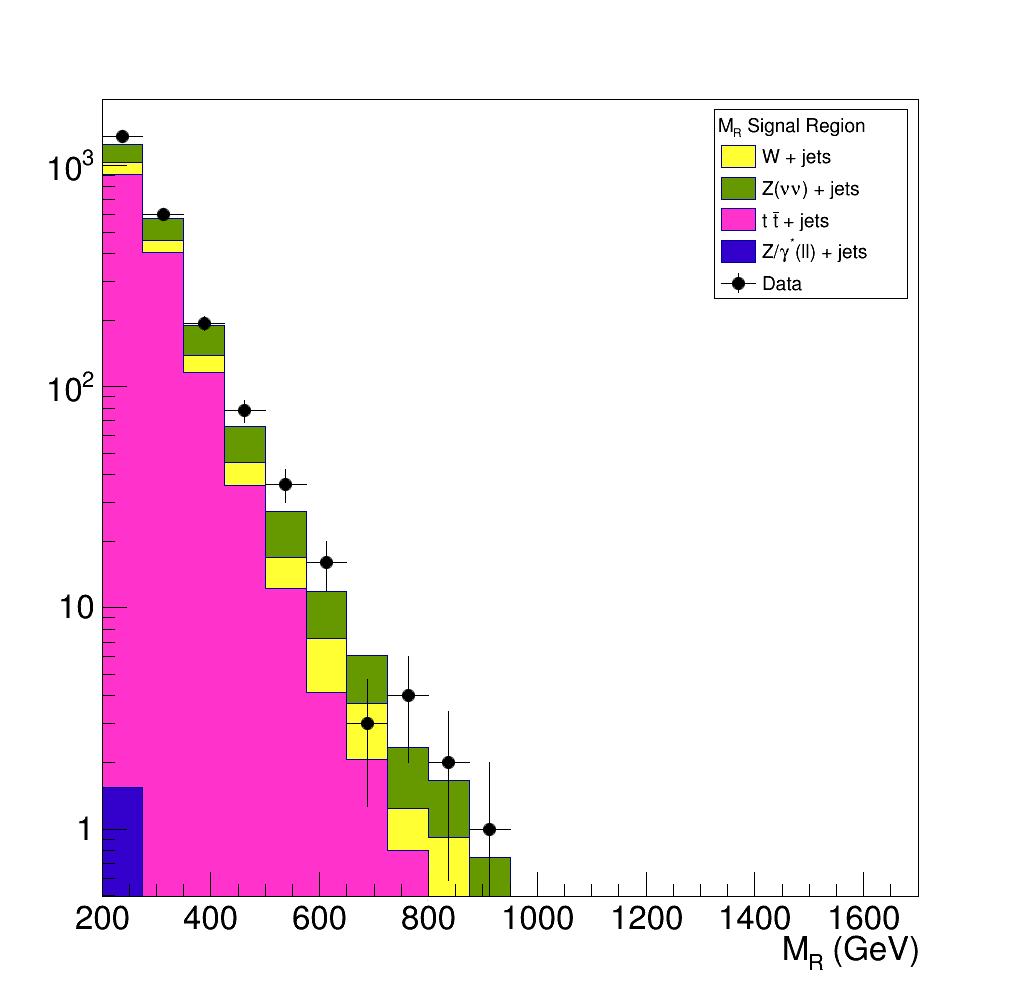 M_R Signal Region
W + jets
Z(νν) + jets
t t̄ + jets
Z/γ*(ll) + jets
Data
10³
10²
10
1
200 400 600 800 1000 1200 1400 1600
M_R (GeV)